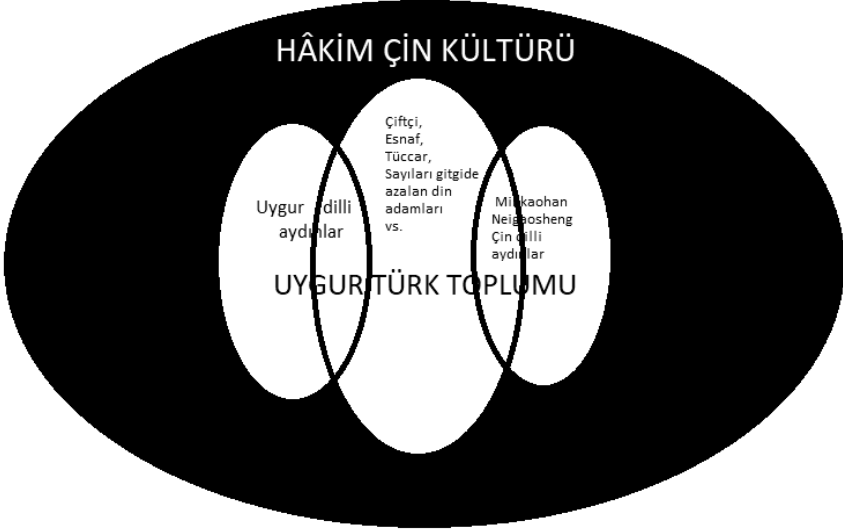 HÂKİM ÇİN KÜLTÜRÜ
Uygur dilli
aydınlar
Çiftçi,
Esnaf,
Tüccar,
Sayıları gitgide
azalan din
adamları
vs.
Minkaohan
Neigaosheng
Çin dilli
aydınlar
UYGUR TÜRK TOPLUMU